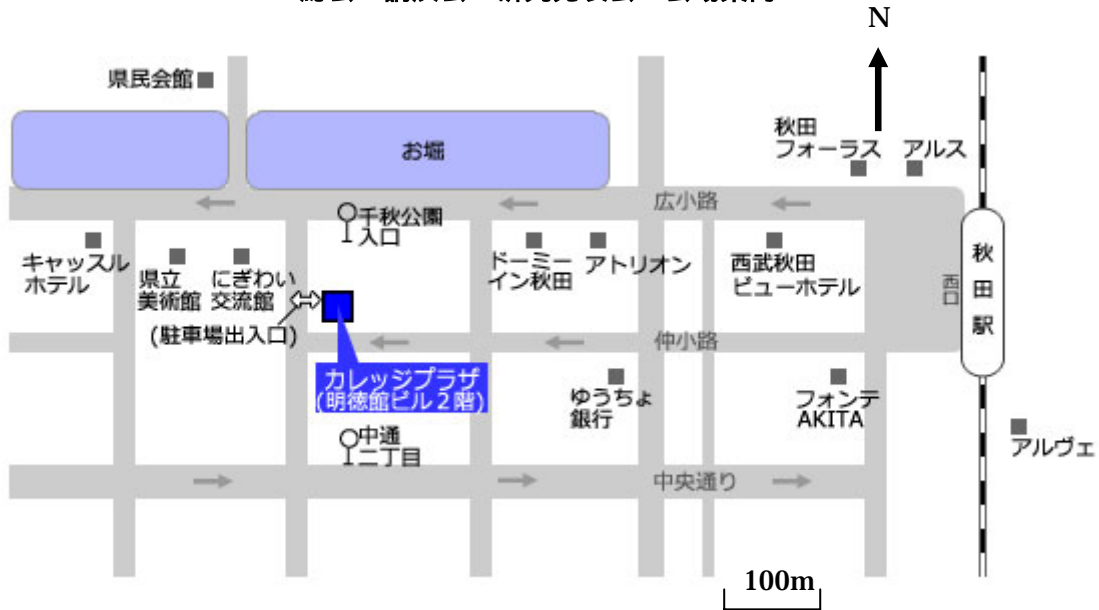 N
県民会館
秋田
フォーラス
アルス
お堀
広小路
千秋公園
入口
キャッスル
ホテル
県立
美術館
にぎわい
交流館
ドーミー
イン秋田
アトリオン
西武秋田
ビューホテル
西口
秋田駅
(駐車場出入口)
仲小路
カレッジプラザ
(明徳館ビル2階)
ゆうちょ
銀行
フォンテ
AKITA
中通
二丁目
アルヴェ
中央通り
100m